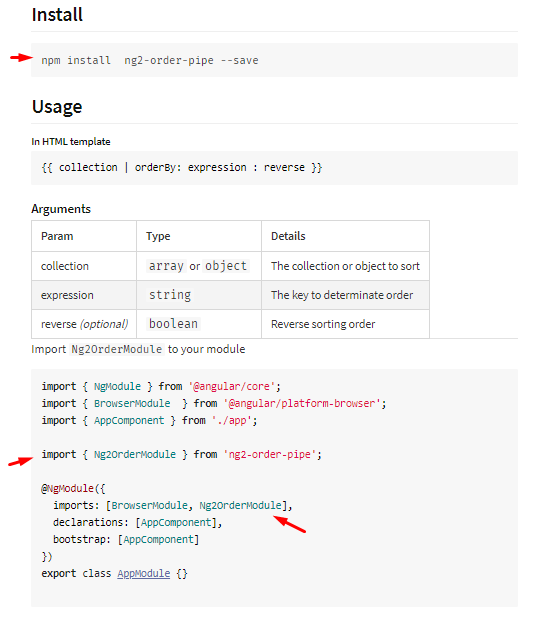 Install
npm install  ng2-order-pipe --save
Usage
In HTML template
{{ collection | orderBy: expression : reverse }}
Arguments
Param Type Details
collection array or object The collection or object to sort
expression string The key to determinate order
reverse (optional) boolean Reverse sorting order
Import Ng2OrderModule to your module
import { NgModule } from '@angular/core';
import { BrowserModule  } from '@angular/platform-browser';
import { AppComponent } from './app';
import { Ng2OrderModule } from 'ng2-order-pipe';
@NgModule({
  imports: [BrowserModule, Ng2OrderModule],
  declarations: [AppComponent],
  bootstrap: [AppComponent]
})
export class AppModule {}